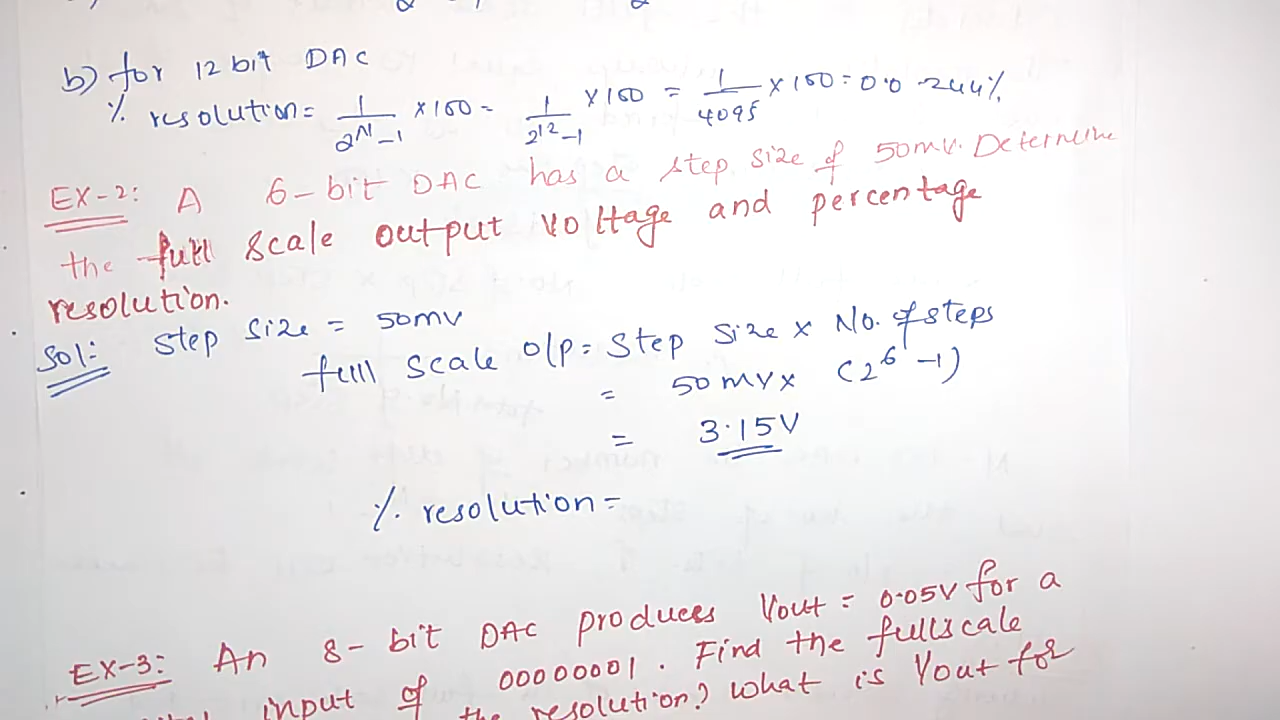 b) for 12 bit DAC
% resolution = 1/2^N-1 × 100 = 1/2^12-1 × 100 = 1/4095 × 100 = 0.0244%
EX-2: A 6-bit DAC has a step size of 50mv. Determine
the full scale output voltage and percentage
resolution.
Sol: Step size = 50mv
full scale o/p = Step size × No. of steps
= 50 mv × (2^6 -1)
= 3.15V
% resolution =
EX-3: An 8-bit DAC produces Vout = 0.05V for a
input of 00000001. Find the fullscale
the resolution? what is Vout for